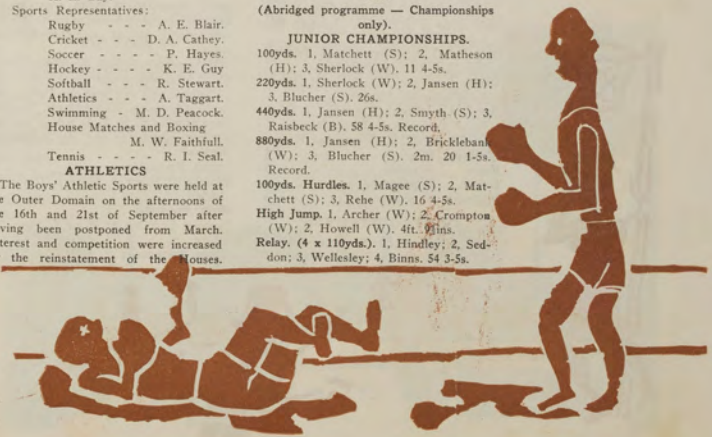 Sports Representatives:
Rugby - - - A. E. Blair.
Cricket - - - D. A. Cathey.
Soccer - - - - P. Hayes.
Hockey - - - - K. E. Guy
Softball - - - R. Stewart.
Athletics - - - A. Taggart.
Swimming - M. D. Peacock.
House Matches and Boxing
M. W. Faithfull.
Tennis - - - - R. I. Seal.
ATHLETICS
The Boys' Athletic Sports were held at
Outer Domain on the afternoons of
16th and 21st of September after
been postponed from March.
and competition were increased
the reinstatement of the Houses.
(Abridged programme — Championships
only).
JUNIOR CHAMPIONSHIPS.
100yds. 1, Matchett (S); 2, Matheson
(H); 3, Sherlock (W). 11 4-5s.
220yds. 1, Sherlock (W); 2, Jansen (H);
3, Blucher (S). 26s.
440yds. 1, Jansen (H); 2, Smyth (S); 3,
Raisbeck (B). 58 4-5s. Record.
880yds. 1, Jansen (H); 2, Bricklebank
(W); 3, Blucher (S). 2m. 20 1-5s.
Record.
100yds. Hurdles. 1, Magee (S); 2, Mat-
chett (S); 3, Rehe (W). 16 4-5s.
High Jump. 1, Archer (W); 2, Crompton
(W); 2, Howell (W). 4ft.
Relay. (4 x 110yds.). 1, Hindley; 2, Sed-
don; 3, Wellesley; 4, Binns. 54 3-5s.